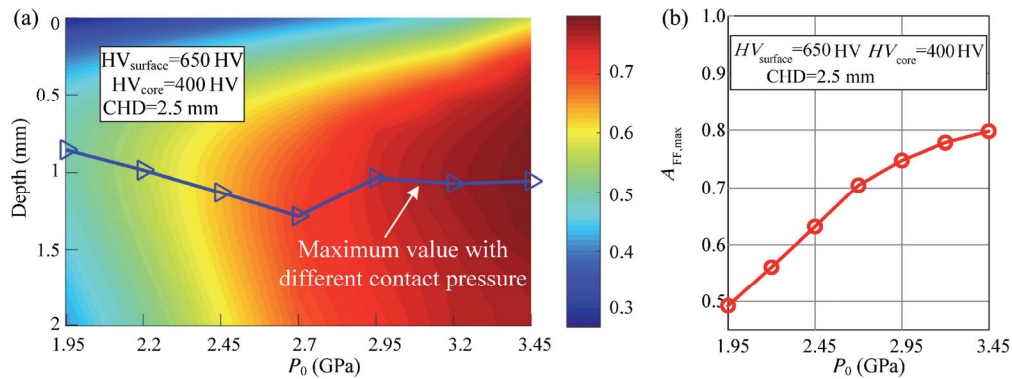 (a)
0
0.5
1
1.5
2
Depth (mm)
HVsurface=650 HV
HVcore=400 HV
CHD=2.5 mm
Maximum value with
different contact pressure
1.95 2.2 2.45 2.7 2.95 3.2 3.45
P0 (GPa)
0.7
0.6
0.5
0.4
0.3
(b)
1.0
0.9
0.8
0.7
0.6
0.5
AFF,max
HVsurface=650 HV HVcore=400 HV
CHD=2.5 mm
1.95 2.45 2.95 3.45
P0 (GPa)